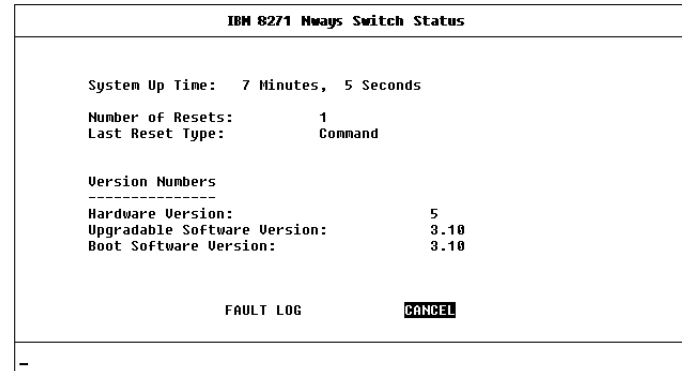 IBM 8271 Nways Switch Status
System Up Time: 7 Minutes, 5 Seconds
Number of Resets: 1
Last Reset Type: Command
Version Numbers
---------------
Hardware Version: 5
Upgradable Software Version: 3.10
Boot Software Version: 3.10
FAULT LOG CANCEL